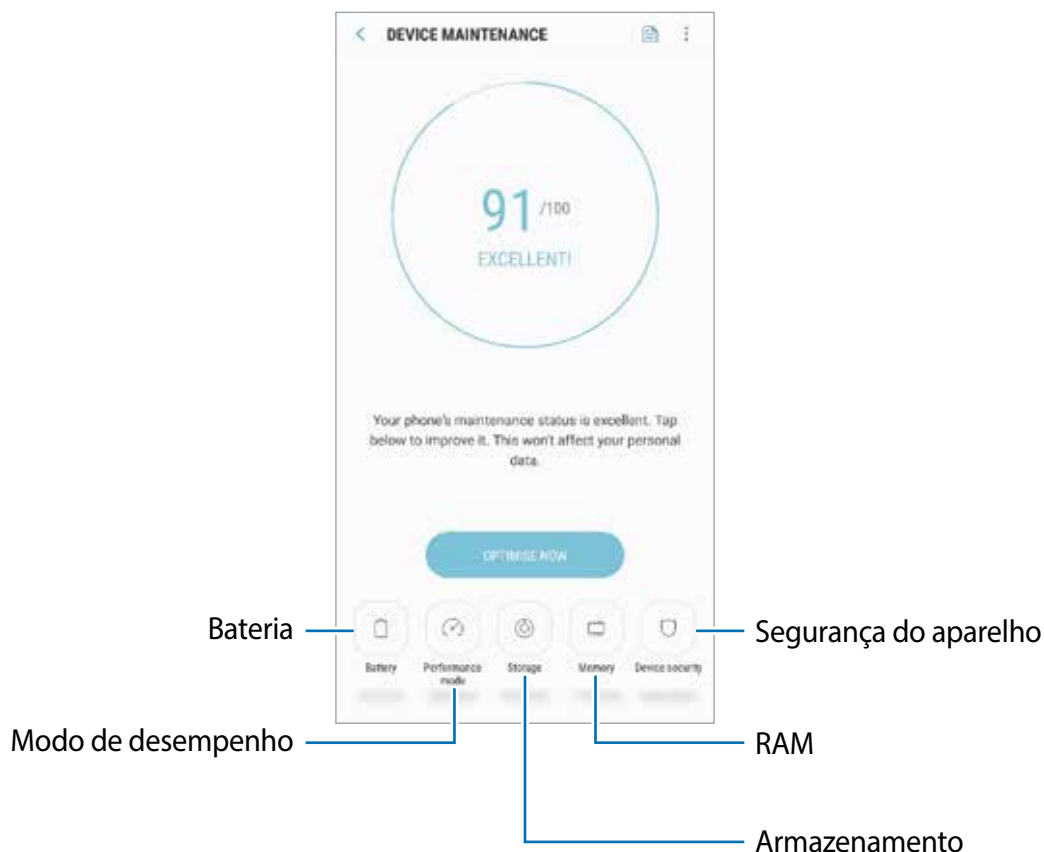 DEVICE MAINTENANCE
91 /100
EXCELLENT!
Your phone's maintenance status is excellent. Tap
below to improve it. This won't affect your personal
data.
OPTIMISE NOW
Bateria
Segurança do aparelho
Battery
Performance
mode
Storage
Memory
Device security
Modo de desempenho
RAM
Armazenamento